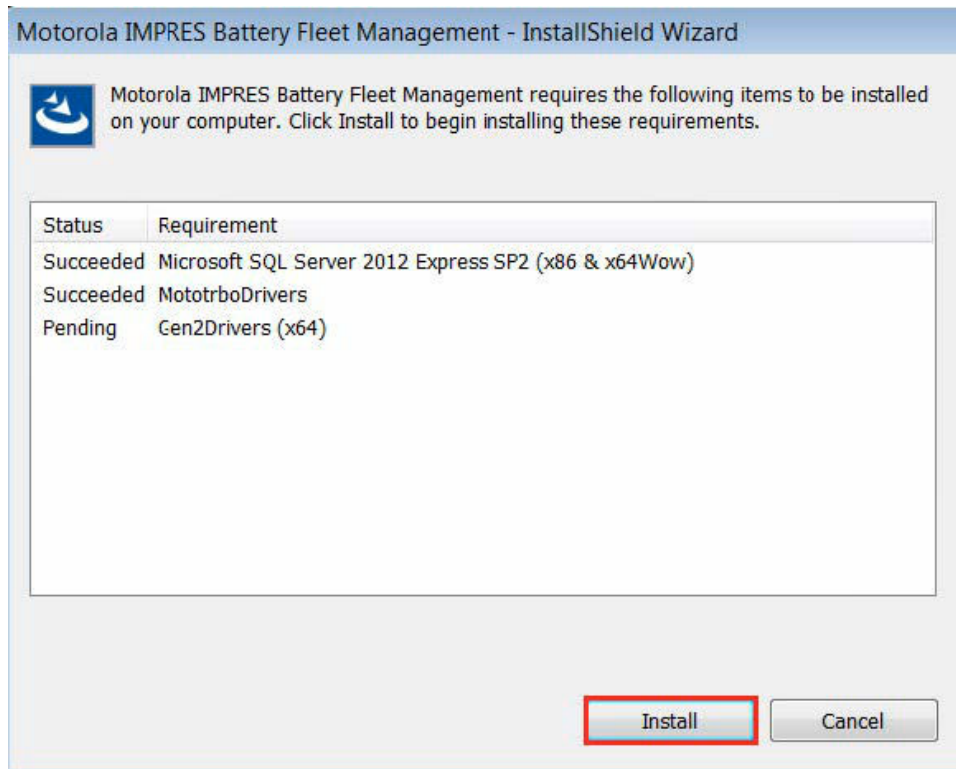 Motorola IMPRES Battery Fleet Management - InstallShield Wizard
Motorola IMPRES Battery Fleet Management requires the following items to be installed
on your computer. Click Install to begin installing these requirements.
Status Requirement
Succeeded Microsoft SQL Server 2012 Express SP2 (x86 & x64Wow)
Succeeded MototrboDrivers
Pending Gen2Drivers (x64)
Install Cancel